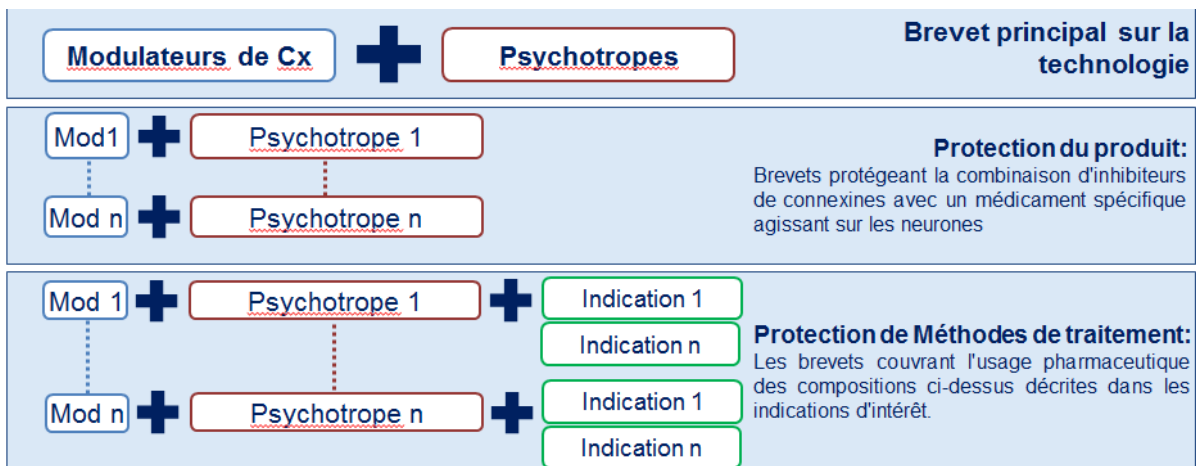 Modulateurs de Cx
Psychotropes
Brevet principal sur la
technologie
Mod1
Psychotrope 1
Mod n
Psychotrope n
Protection du produit:
Brevets protégeant la combinaison d'inhibiteurs
de connexines avec un médicament spécifique
agissant sur les neurones
Mod 1
Psychotrope 1
Indication 1
Indication n
Mod n
Psychotrope n
Indication 1
Indication n
Protection de Méthodes de traitement:
Les brevets couvrant l'usage pharmaceutique
des compositions ci-dessus décrites dans les
indications d'intérêt.